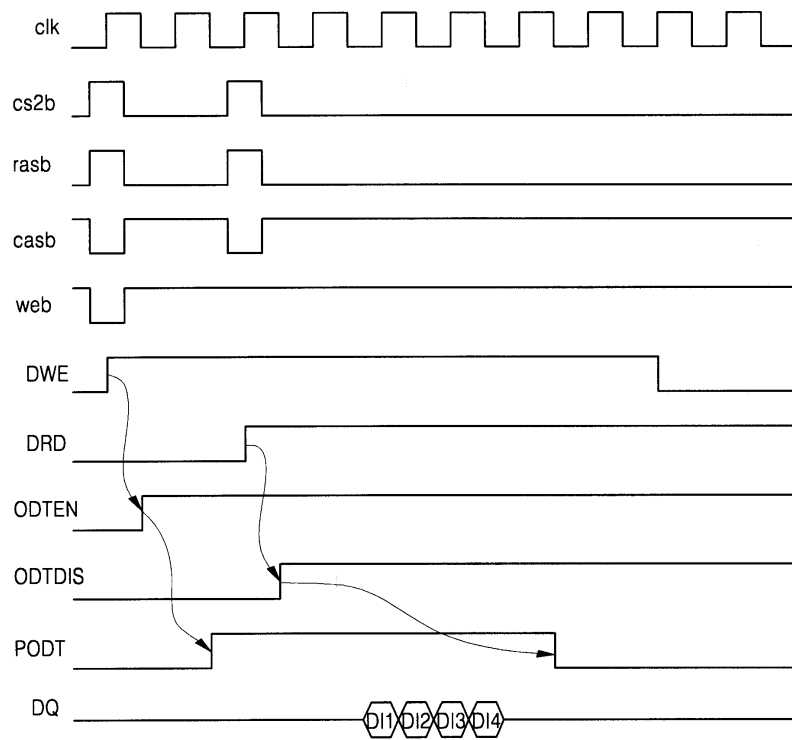 clk
cs2b
rasb
casb
web
DWE
DRD
ODTEN
ODTDIS
PODT
DQ DI1 DI2 DI3 DI4